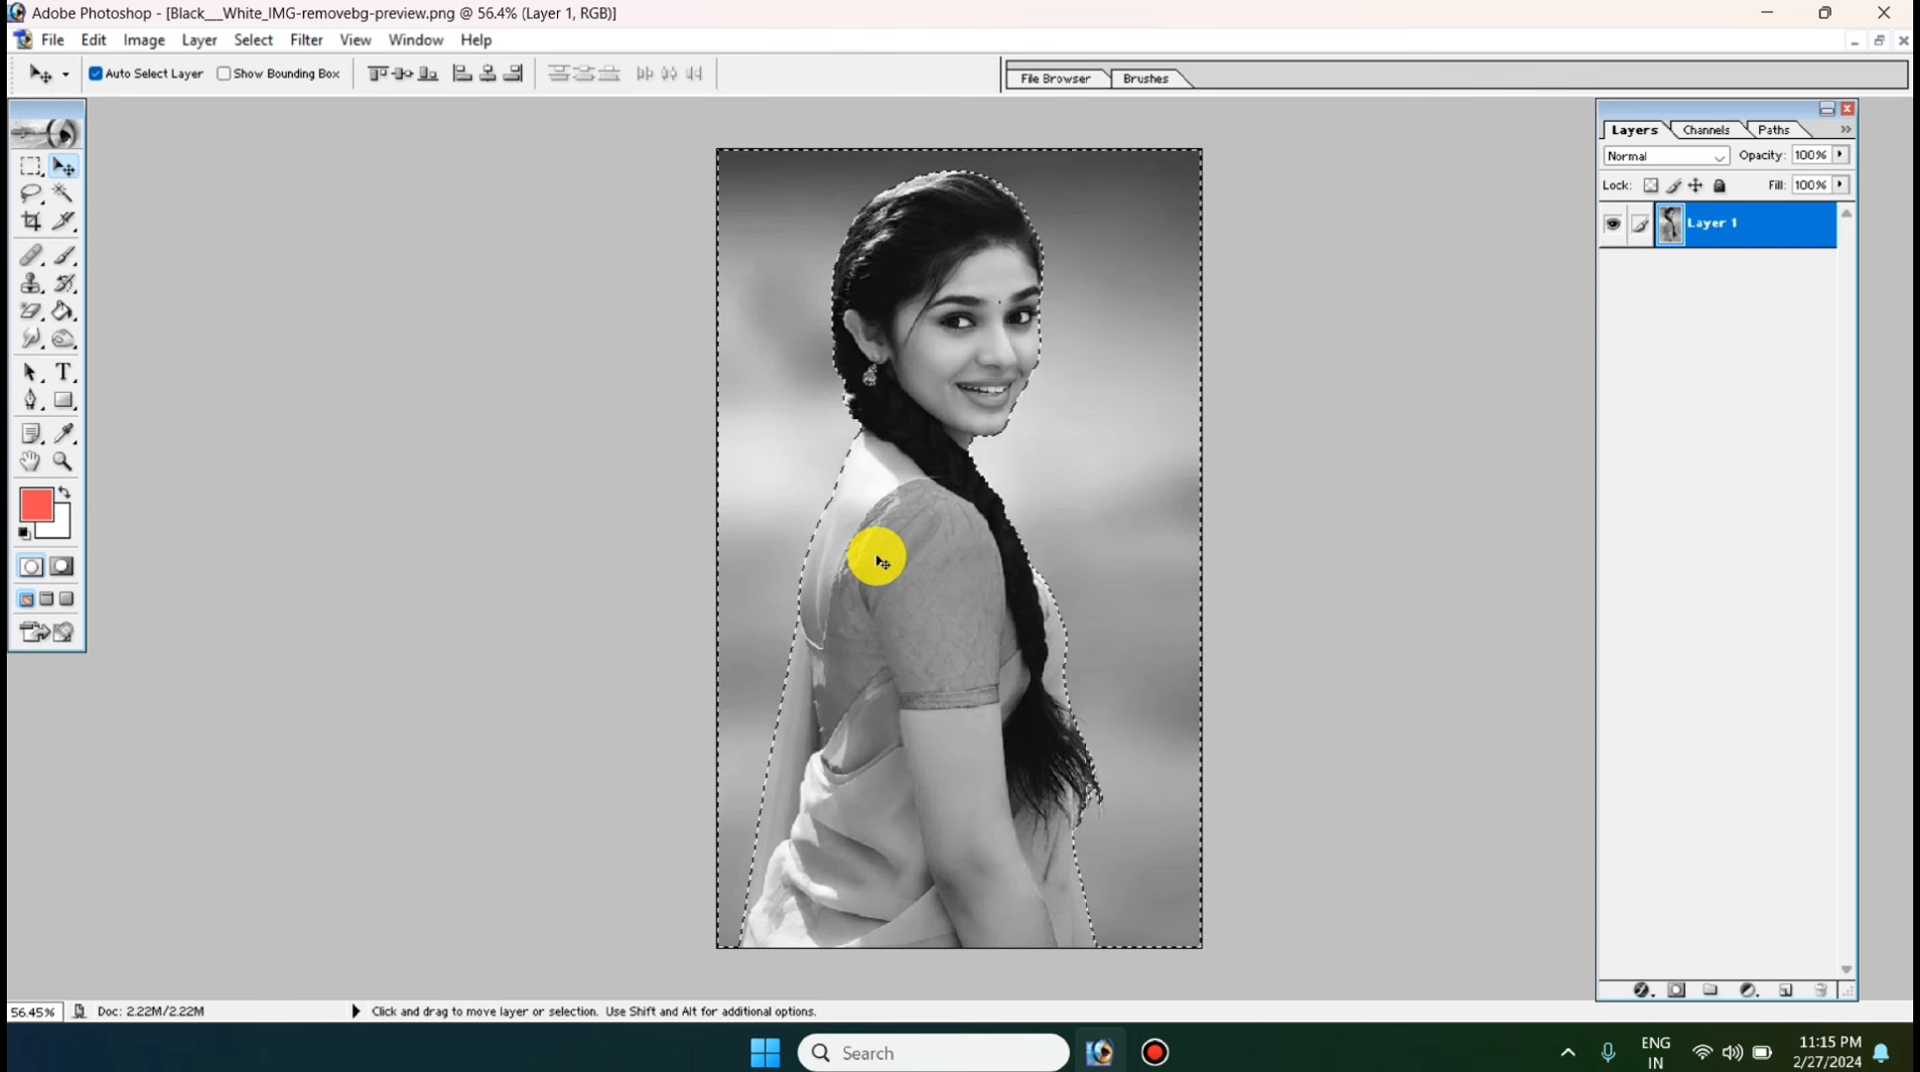 Adobe Photoshop - [Black___White_IMG-removebg-preview.png @ 56.4% (Layer 1, RGB)]
File Edit Image Layer Select Filter View Window Help
Auto Select Layer Show Bounding Box File Browser Brushes
Layers Channels Paths
Normal Opacity: 100%
Lock: Fill: 100%
Layer 1
T
56.45% Doc: 2.22M/2.22M Click and drag to move layer or selection. Use Shift and Alt for additional options.
Search
ENG
IN
11:15 PM
2/27/2024